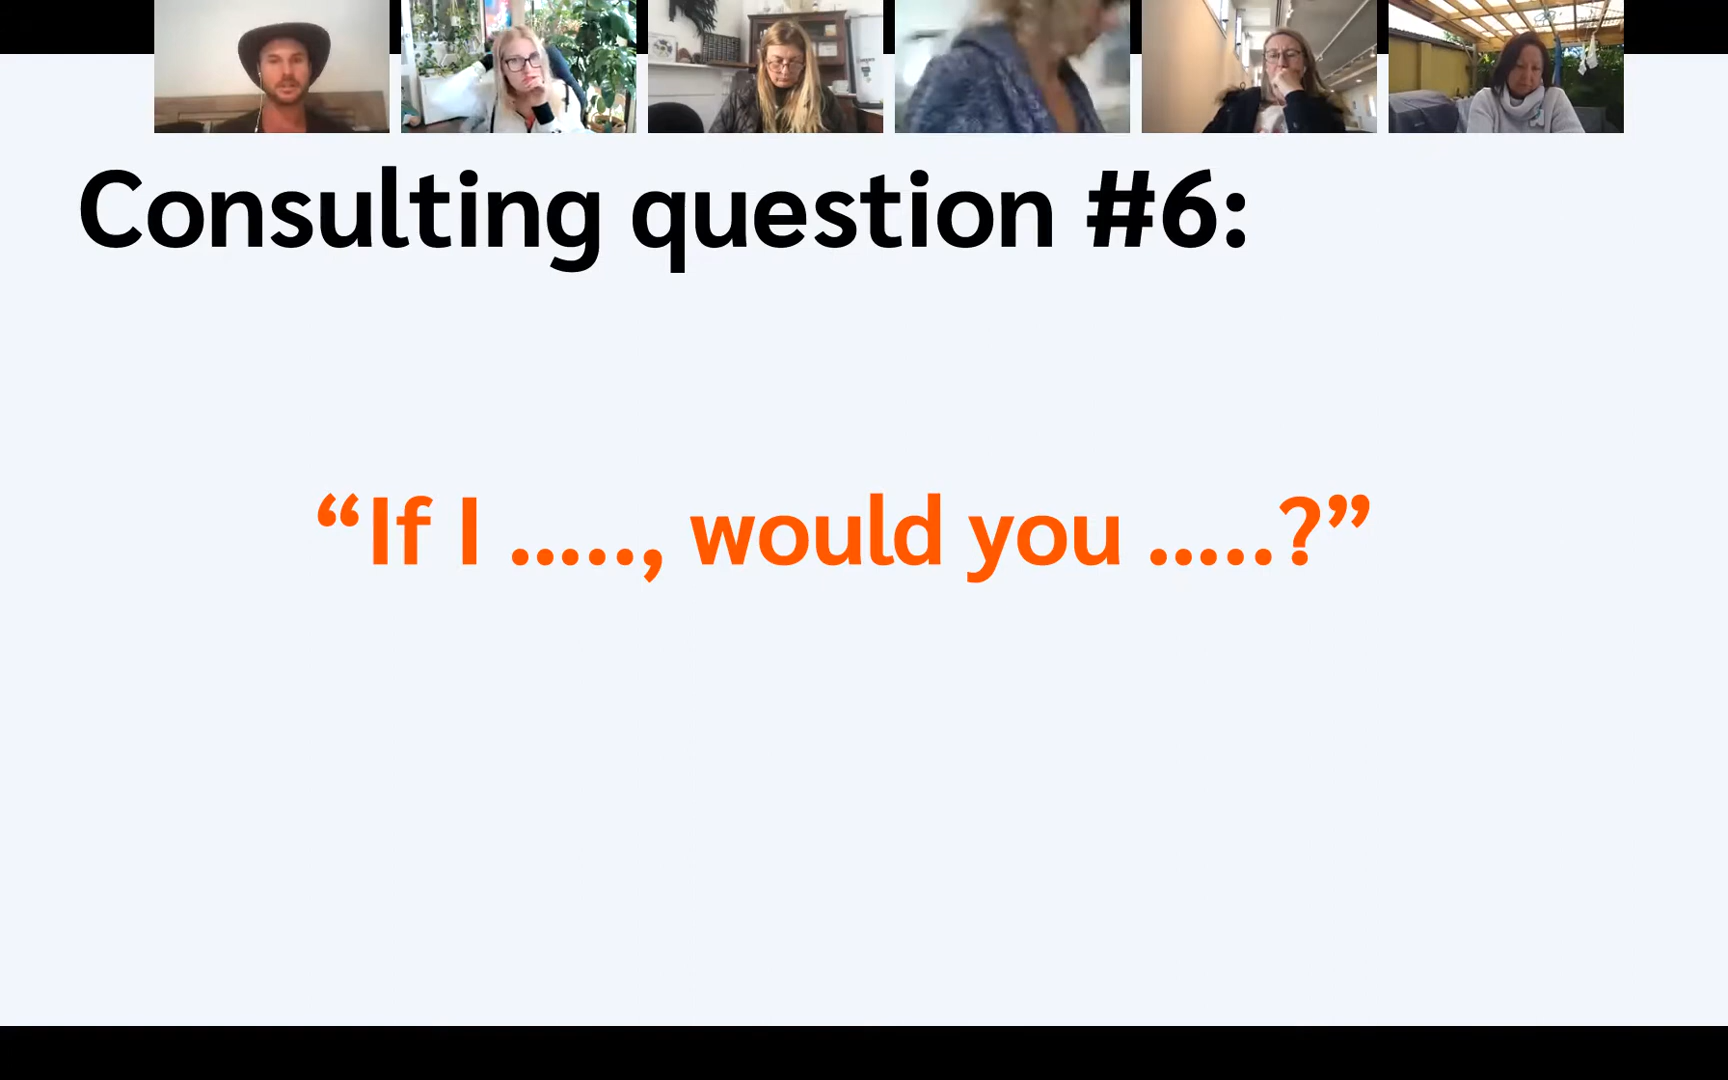 Consulting question #6:
“If I ....., would you .....?”